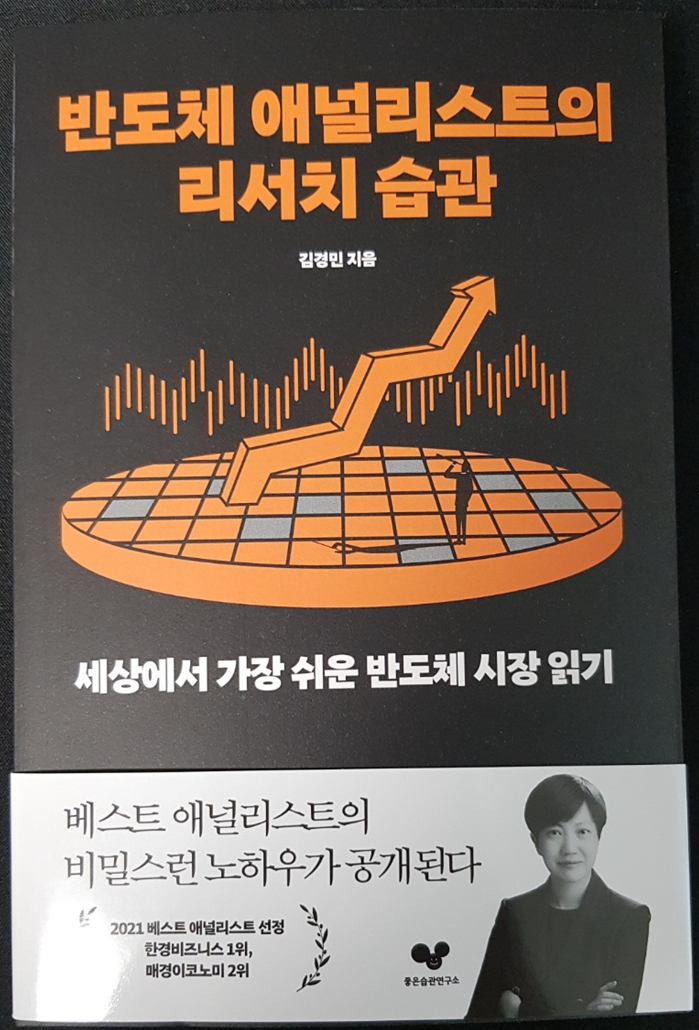 반도체 애널리스트의
리서치 습관
김경민 지음
세상에서 가장 쉬운 반도체 시장 읽기
베스트 애널리스트의
비밀스런 노하우가 공개된다
2021 베스트 애널리스트 선정
한경비즈니스 1위,
매경이코노미 2위
좋은습관연구소